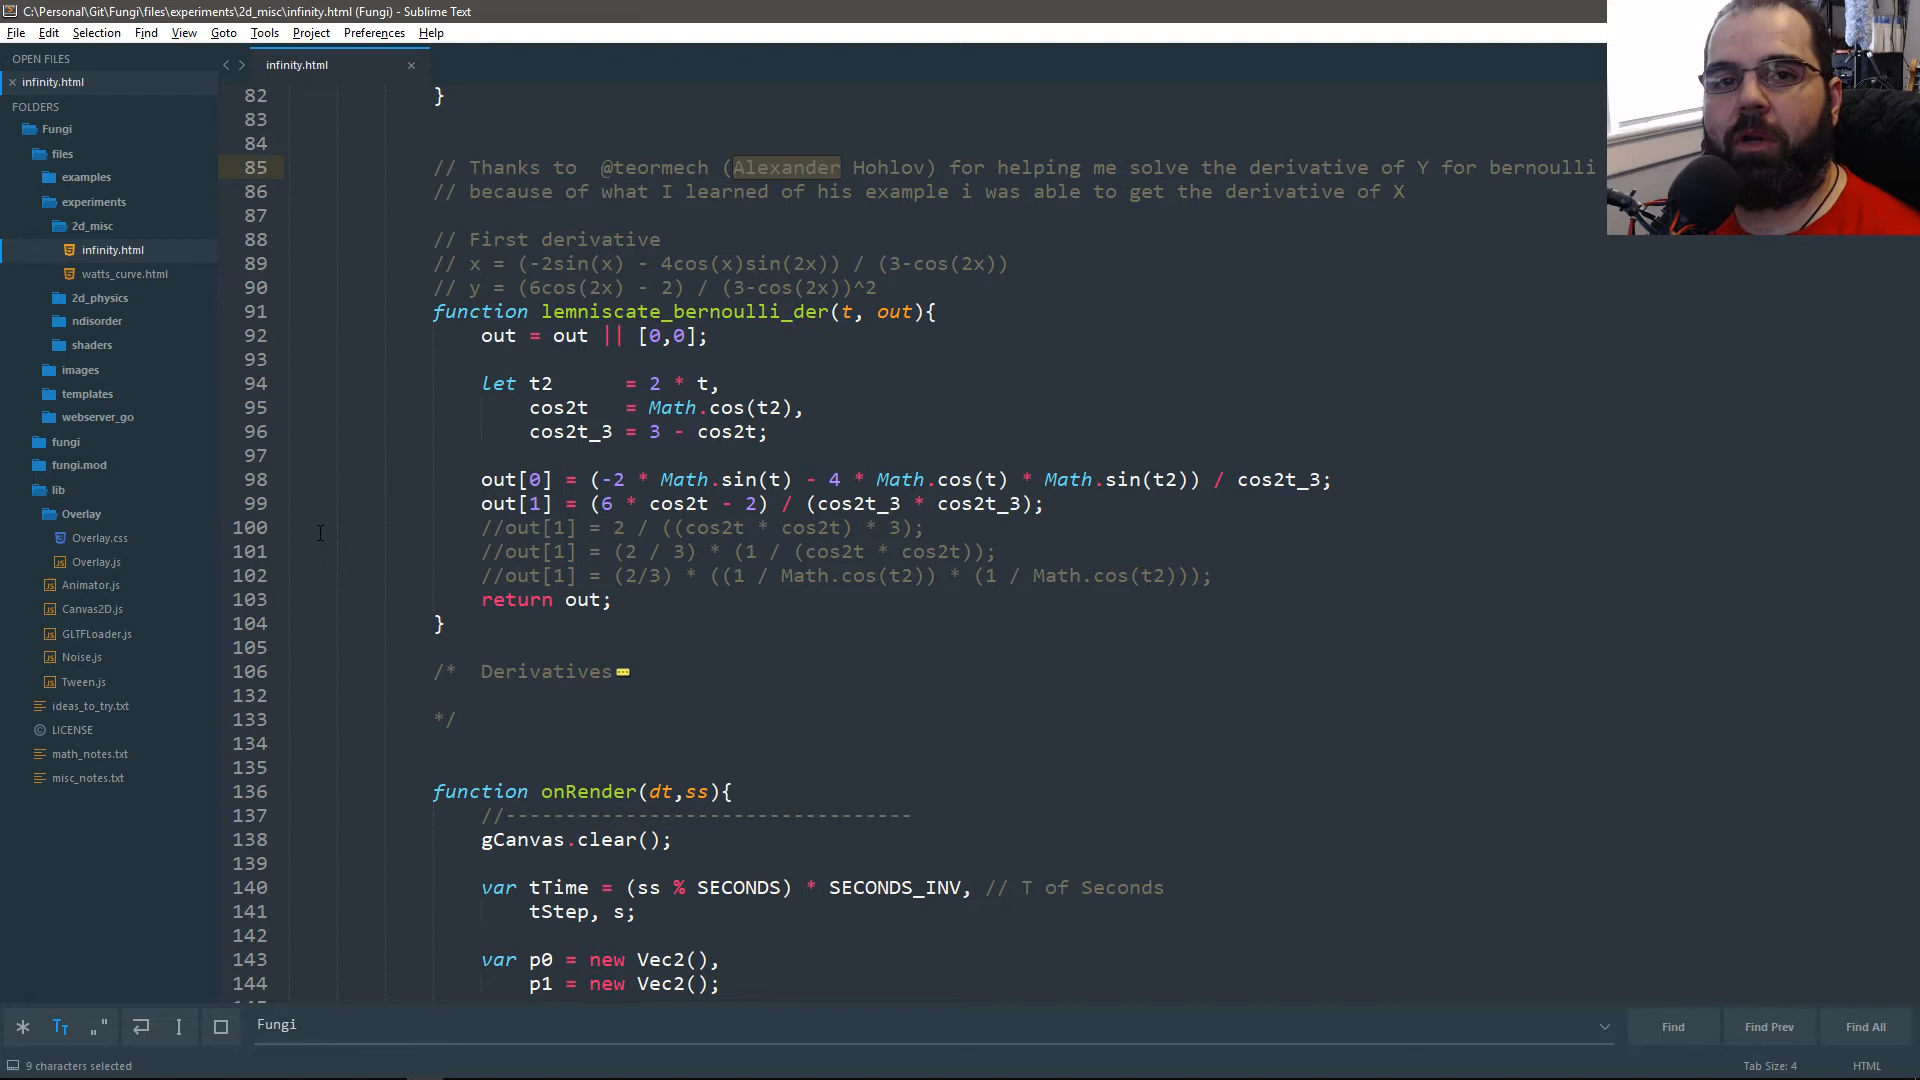 C:\Personal\Git\Fungi\files\experiments\2d_misc\infinity.html (Fungi) - Sublime Text
File Edit Selection Find View Goto Tools Project Preferences Help
OPEN FILES
infinity.html
FOLDERS
Fungi
files
examples
experiments
2d_misc
infinity.html
watts_curve.html
2d_physics
ndisorder
shaders
images
templates
webserver_go
fungi
fungi.mod
lib
Overlay
Overlay.css
Overlay.js
Animator.js
Canvas2D.js
GLTFLoader.js
Noise.js
Tween.js
ideas_to_try.txt
LICENSE
math_notes.txt
misc_notes.txt
infinity.html
82 }
83
84
85 // Thanks to  @teormech (Alexander Hohlov) for helping me solve the derivative of Y for bernoulli
86 // because of what I learned of his example i was able to get the derivative of X
87
88 // First derivative
89 // x = (-2sin(x) - 4cos(x)sin(2x)) / (3-cos(2x))
90 // y = (6cos(2x) - 2) / (3-cos(2x))^2
91 function lemniscate_bernoulli_der(t, out){
92 out = out || [0,0];
93
94 let t2 = 2 * t,
95 cos2t = Math.cos(t2),
96 cos2t_3 = 3 - cos2t;
97
98 out[0] = (-2 * Math.sin(t) - 4 * Math.cos(t) * Math.sin(t2)) / cos2t_3;
99 out[1] = (6 * cos2t - 2) / (cos2t_3 * cos2t_3);
100 //out[1] = 2 / ((cos2t * cos2t) * 3);
101 //out[1] = (2 / 3) * (1 / (cos2t * cos2t));
102 //out[1] = (2/3) * ((1 / Math.cos(t2)) * (1 / Math.cos(t2)));
103 return out;
104 }
105
106 /*  Derivatives
132
133 */
134
135
136 function onRender(dt,ss){
137 //----------------------------------
138 gCanvas.clear();
139
140 var tTime = (ss % SECONDS) * SECONDS_INV, // T of Seconds
141 tStep, s;
142
143 var p0 = new Vec2(),
144 p1 = new Vec2();
Fungi
Find Find Prev Find All
9 characters selected
Tab Size: 4 HTML